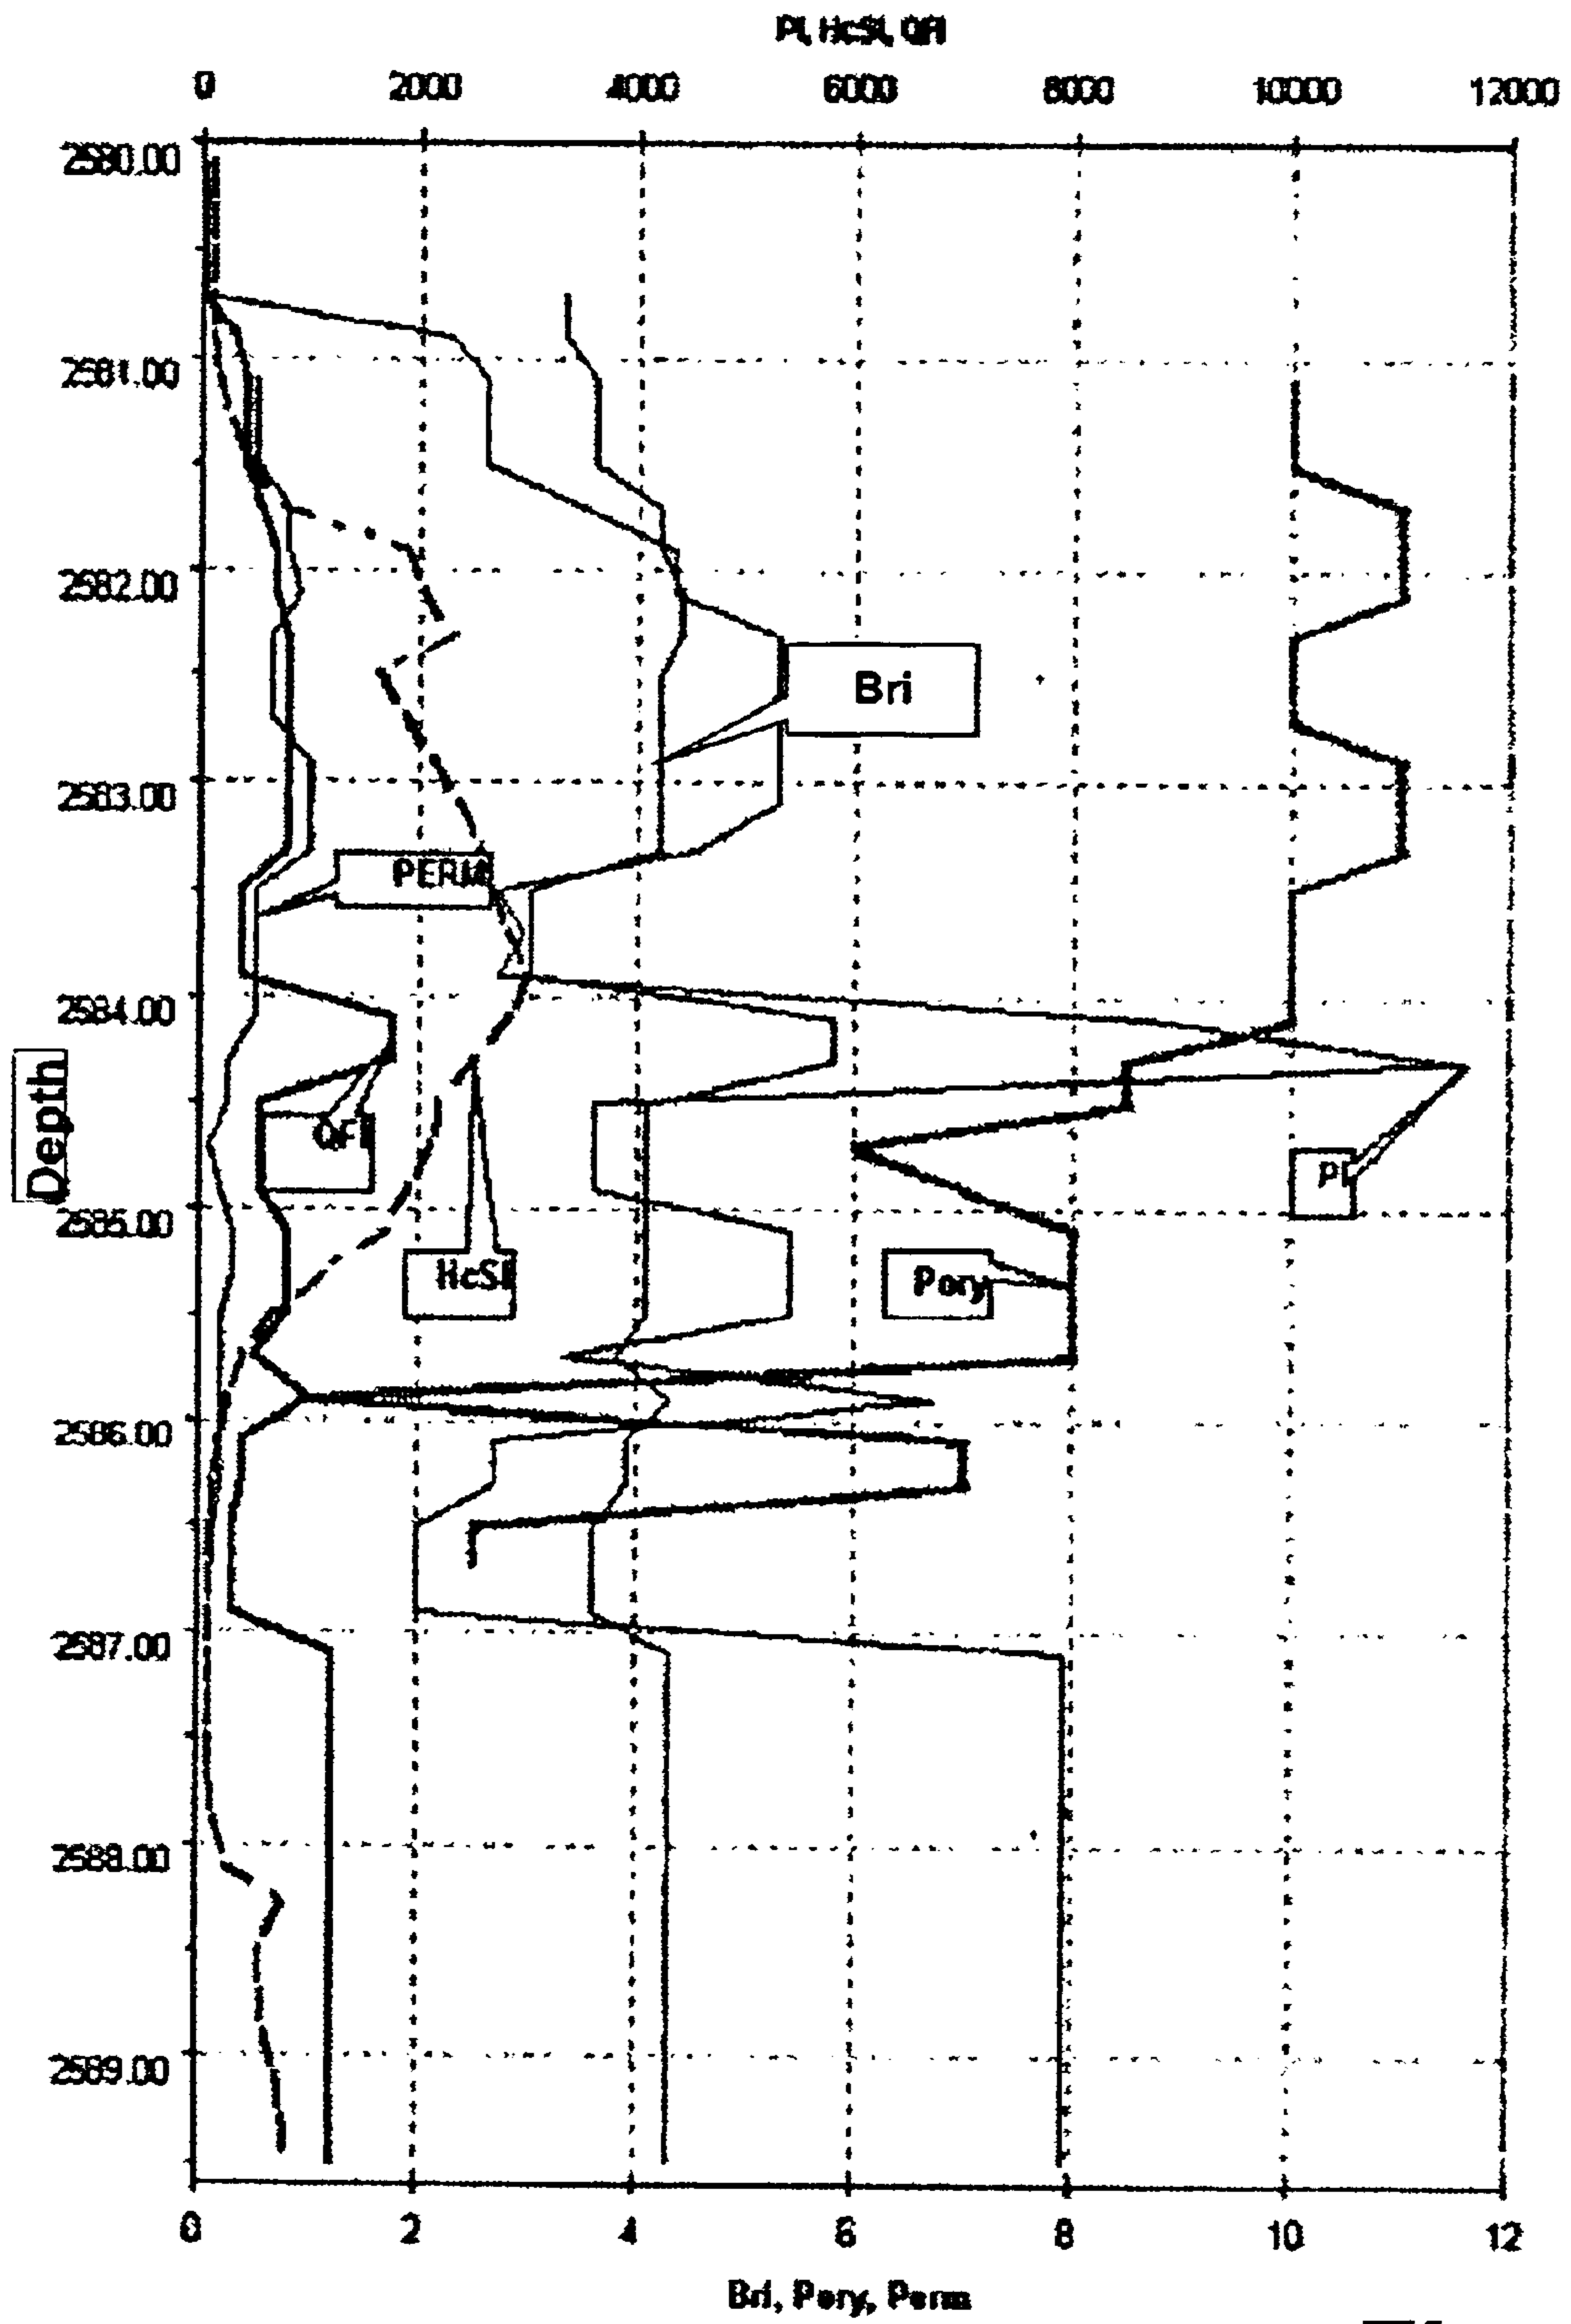 PI, HcSI, QFI
0 2000 4000 6000 8000 10000 12000
2580.00
2581.00
2582.00
Bri
2583.00
PERM
2584.00
Depth
QFI
PI
2585.00
HcSI
Pory
2586.00
2587.00
2588.00
2589.00
0 2 4 6 8 10 12
Bri, Pory, Perm